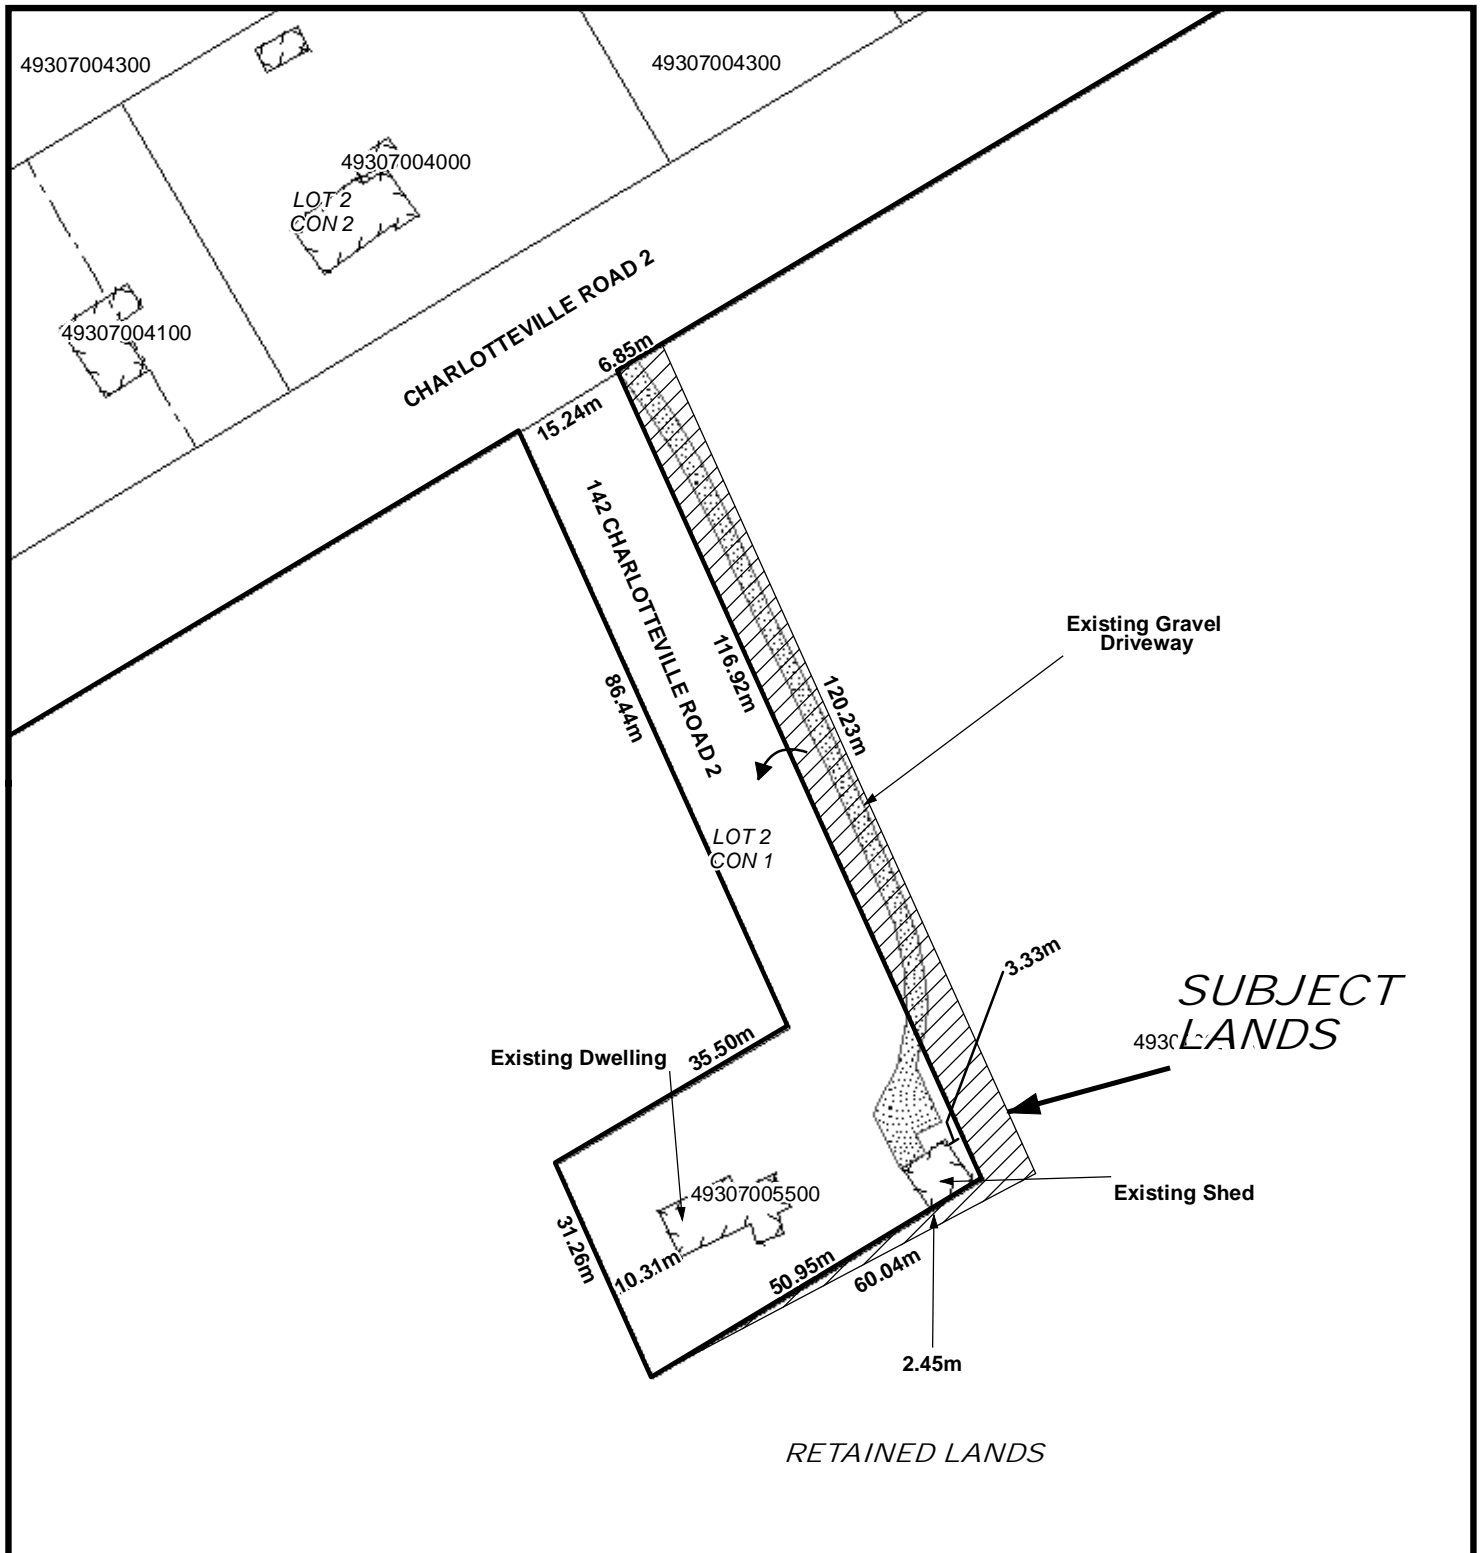 49307004300
49307004300
49307004000
LOT 2
CON 2
49307004100
CHARLOTTEVILLE ROAD 2
6.85m
15.24m
142 CHARLOTTEVILLE ROAD 2
Existing Gravel
Driveway
116.92m
86.44m
120.23m
LOT 2
CON 1
3.33m
SUBJECT
LANDS
35.50m
Existing Dwelling
49307005500
Existing Shed
31.26m
10.31m
50.95m
60.04m
2.45m
RETAINED LANDS